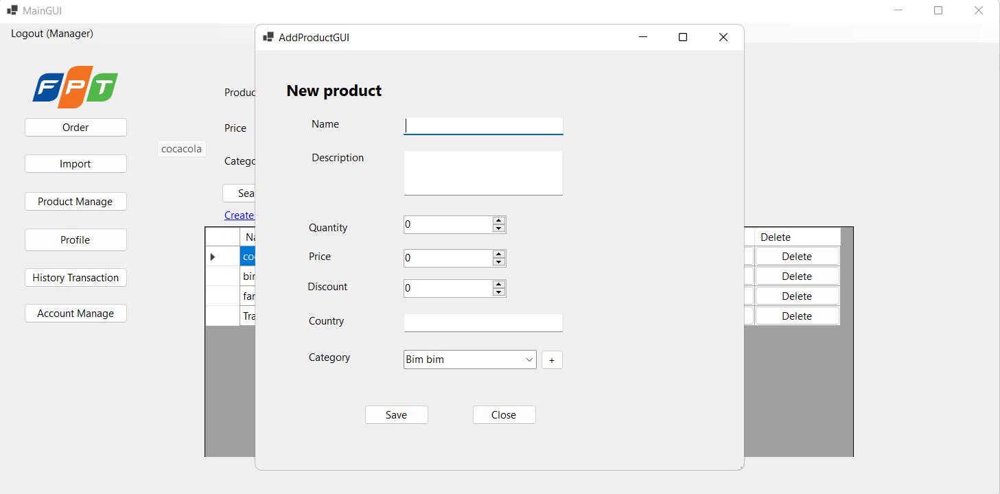 MainGUI
Logout (Manager)
FPT
Order
Import
Product Manage
Profile
History Transaction
Account Manage
cocacola
Produc
Price
Catego
Sea
Create
Na
Delete
coc
Delete
bir
Delete
far
Delete
Tra
Delete
AddProductGUI
New product
Name
Description
Quantity
0
Price
0
Discount
0
Country
Category
Bim bim
+
Save
Close